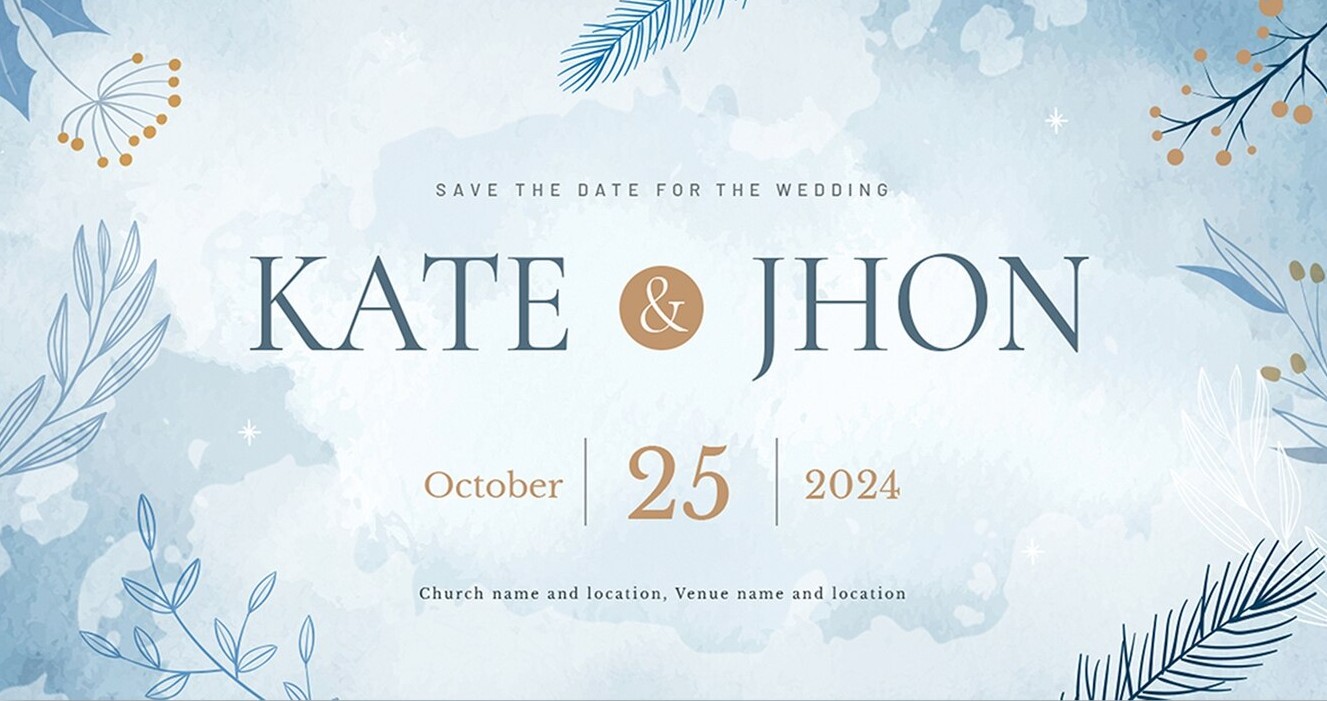 SAVE THE DATE FOR THE WEDDING
KATE & JHON
October 25 2024
Church name and location, Venue name and location